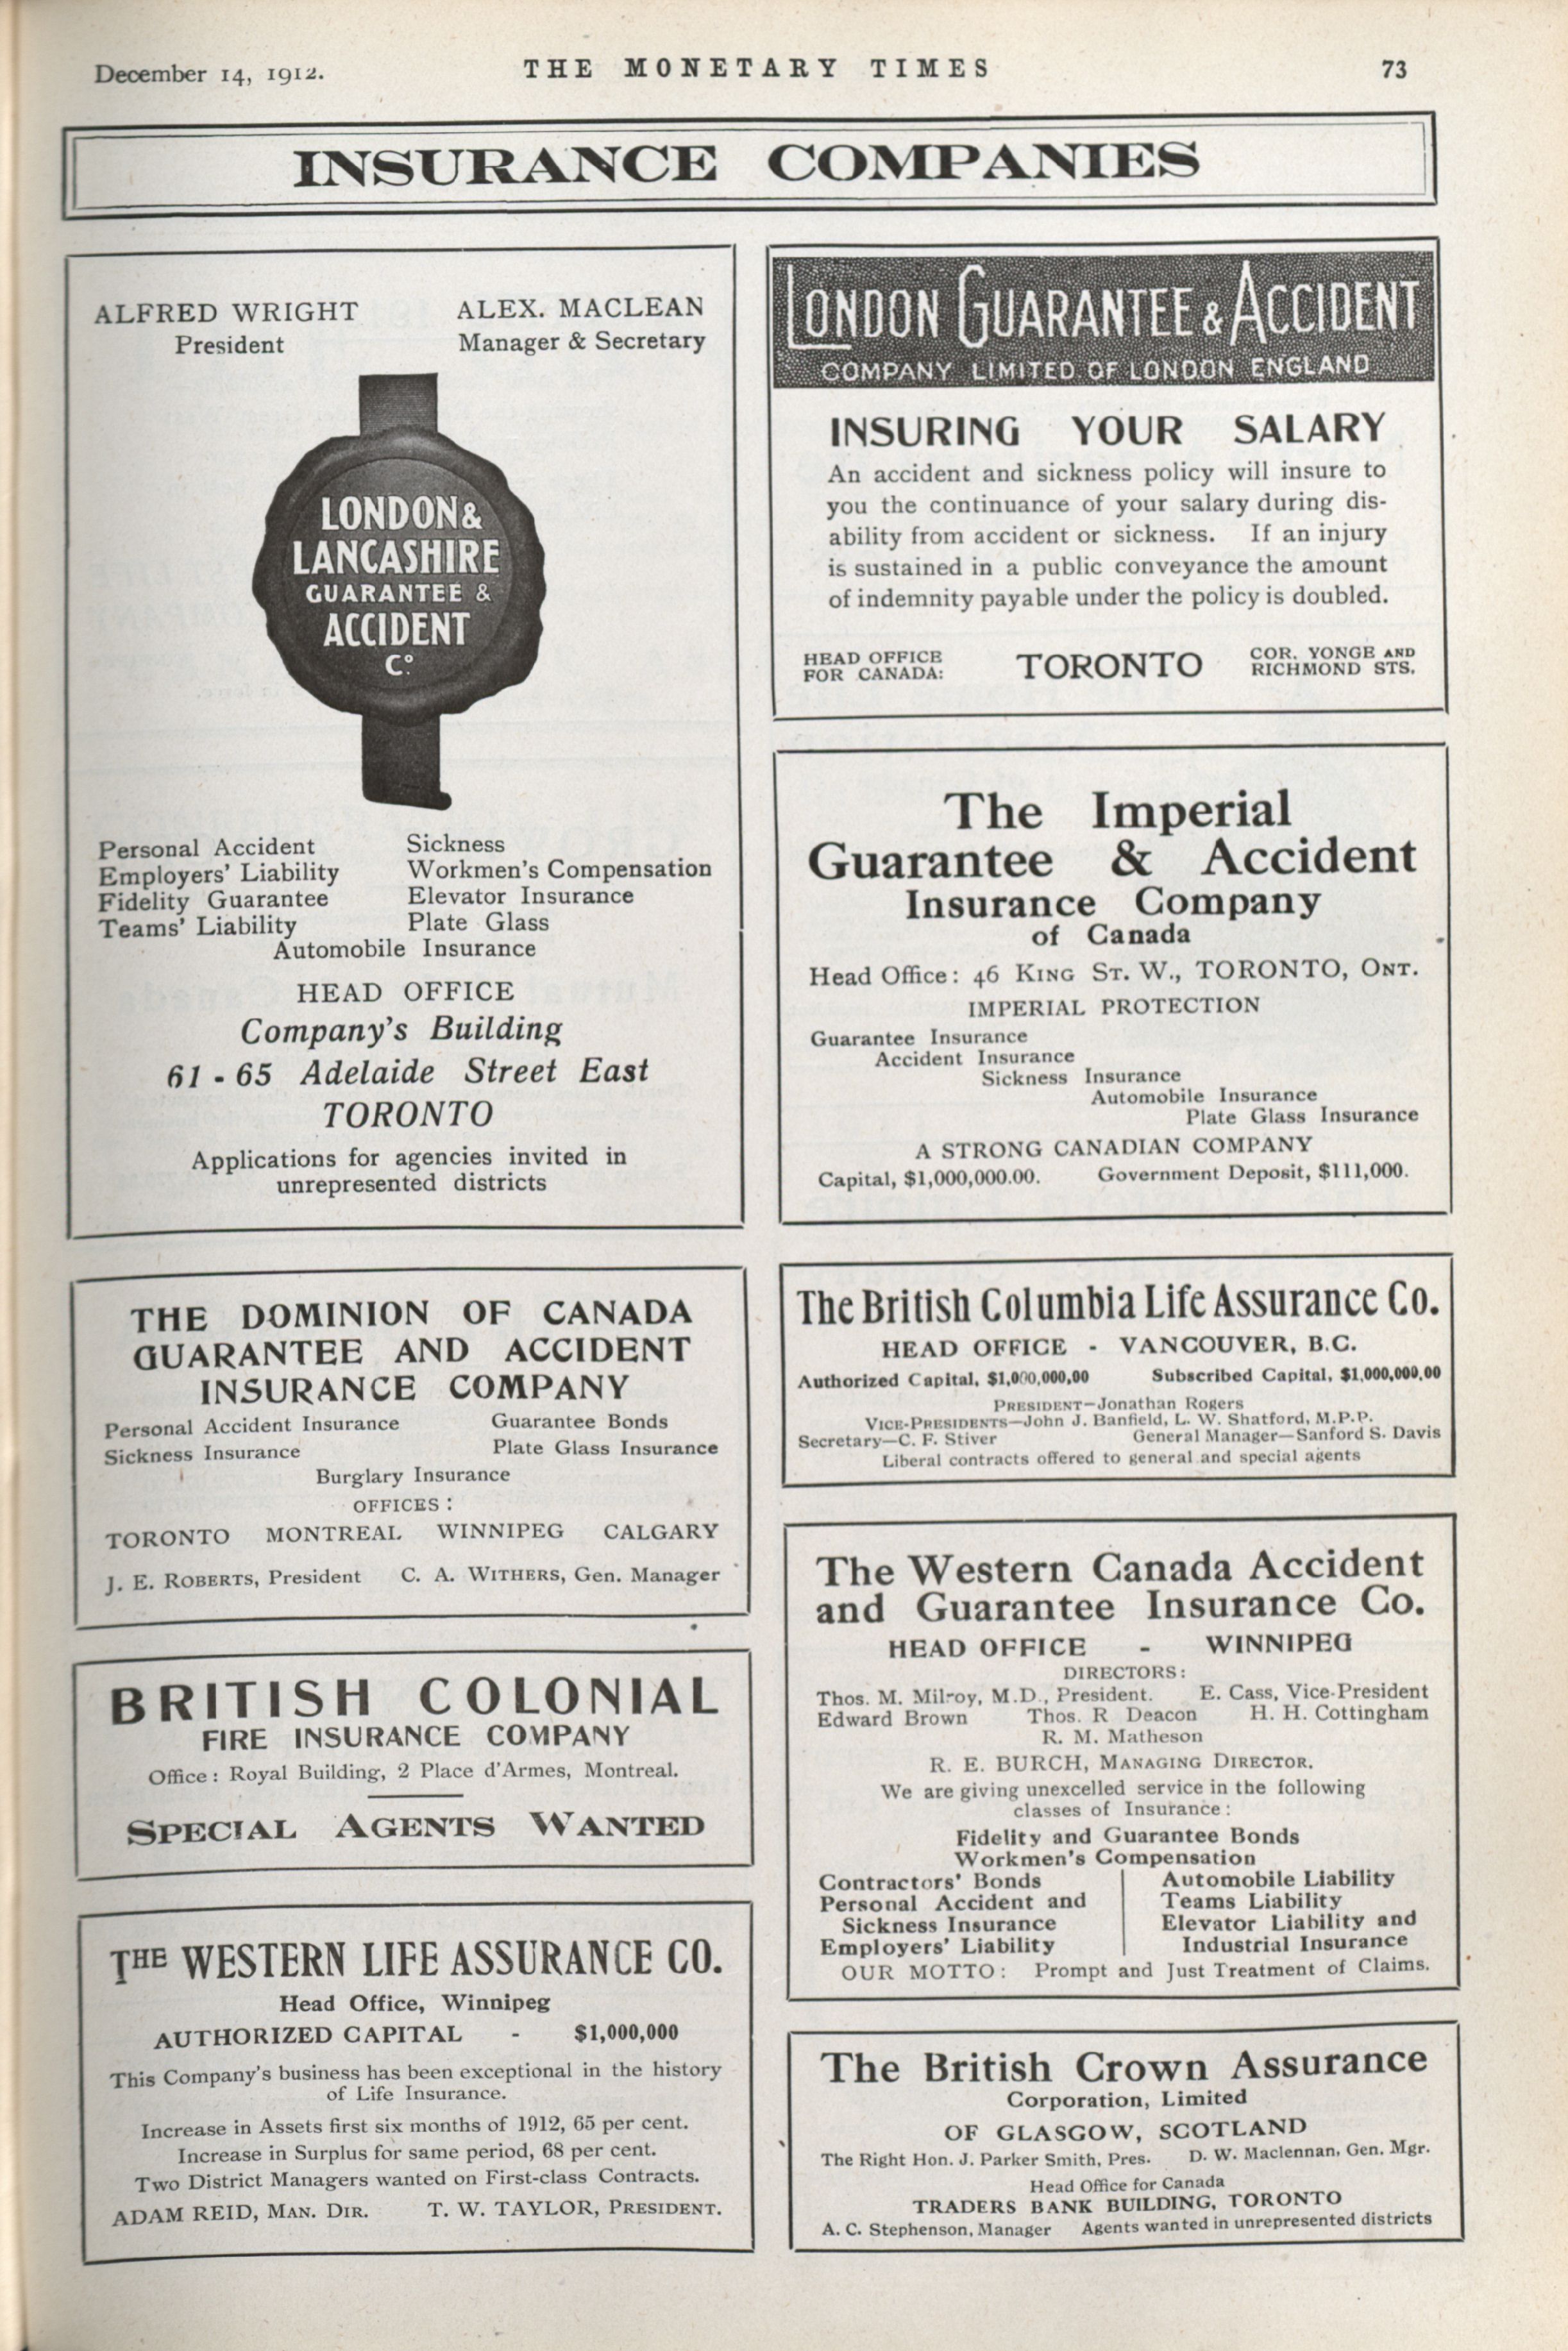 December 14, 1912.
THE MONETARY TIMES
73
INSURANCE COMPANIES
ALFRED WRIGHT
President
ALEX. MACLEAN
Manager & Secretary
LONDON &
LANCASHIRE
GUARANTEE &
ACCIDENT
Co.
Personal Accident
Employers' Liability
Fidelity Guarantee
Teams' Liability
Sickness
Workmen's Compensation
Elevator Insurance
Plate Glass
Automobile Insurance
HEAD OFFICE
Company's Building
61 - 65 Adelaide Street East
TORONTO
Applications for agencies invited in
unrepresented districts
THE DOMINION OF CANADA
GUARANTEE AND ACCIDENT
INSURANCE COMPANY
Personal Accident Insurance Guarantee Bonds
Sickness Insurance Plate Glass Insurance
Burglary Insurance
OFFICES :
TORONTO MONTREAL WINNIPEG CALGARY
J. E. ROBERTS, President C. A. WITHERS, Gen. Manager
BRITISH COLONIAL
FIRE INSURANCE COMPANY
Office : Royal Building, 2 Place d'Armes, Montreal.
SPECIAL AGENTS WANTED
THE WESTERN LIFE ASSURANCE CO.
Head Office, Winnipeg
AUTHORIZED CAPITAL - $1,000,000
This Company's business has been exceptional in the history
of Life Insurance.
Increase in Assets first six months of 1912, 65 per cent.
Increase in Surplus for same period, 68 per cent.
Two District Managers wanted on First-class Contracts.
ADAM REID, MAN. DIR. T. W. TAYLOR, PRESIDENT.
LONDON GUARANTEE & ACCIDENT
COMPANY LIMITED OF LONDON ENGLAND
INSURING YOUR SALARY
An accident and sickness policy will insure to
you the continuance of your salary during dis-
ability from accident or sickness. If an injury
is sustained in a public conveyance the amount
of indemnity payable under the policy is doubled.
HEAD OFFICE
FOR CANADA:
TORONTO
COR. YONGE AND
RICHMOND STS.
The Imperial
Guarantee & Accident
Insurance Company
of Canada
Head Office : 46 KING ST. W., TORONTO, ONT.
IMPERIAL PROTECTION
Guarantee Insurance
Accident Insurance
Sickness Insurance
Automobile Insurance
Plate Glass Insurance
A STRONG CANADIAN COMPANY
Capital, $1,000,000.00. Government Deposit, $111,000.
The British Columbia Life Assurance Co.
HEAD OFFICE - VANCOUVER, B.C.
Authorized Capital, $1,000,000,00 Subscribed Capital, $1,000,000,00
PRESIDENT—Jonathan Rogers
VICE-PRESIDENTS—John J. Banfield, L. W. Shatford, M.P.P.
Secretary—C. F. Stiver General Manager—Sanford S. Davis
Liberal contracts offered to general and special agents
The Western Canada Accident
and Guarantee Insurance Co.
HEAD OFFICE - WINNIPEG
DIRECTORS :
Thos. M. Milroy, M.D., President. E. Cass, Vice-President
Edward Brown Thos. R Deacon H. H. Cottingham
R. M. Matheson
R. E. BURCH, MANAGING DIRECTOR.
We are giving unexcelled service in the following
classes of Insurance :
Fidelity and Guarantee Bonds
Workmen's Compensation
Contractors' Bonds
Personal Accident and
Sickness Insurance
Employers' Liability
Automobile Liability
Teams Liability
Elevator Liability and
Industrial Insurance
OUR MOTTO : Prompt and Just Treatment of Claims.
The British Crown Assurance
Corporation, Limited
OF GLASGOW, SCOTLAND
The Right Hon. J. Parker Smith, Pres. D. W. Maclennan, Gen. Mgr.
Head Office for Canada
TRADERS BANK BUILDING, TORONTO
A. C. Stephenson, Manager Agents wanted in unrepresented districts